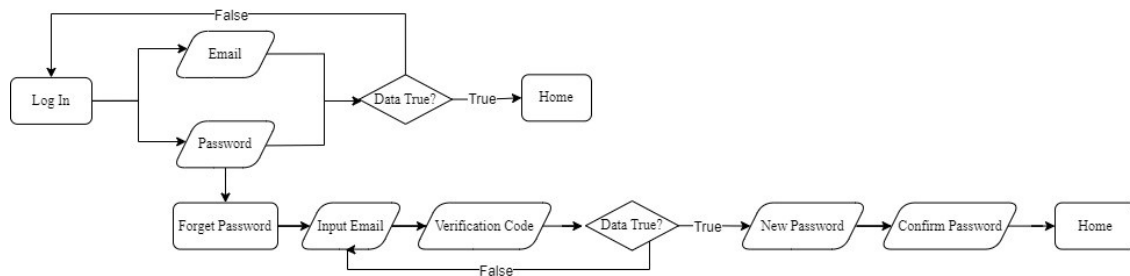 False
Email
Log In
Data True?
True
Home
Password
Forget Password
Input Email
Verification Code
Data True?
True
New Password
Confirm Password
Home
False